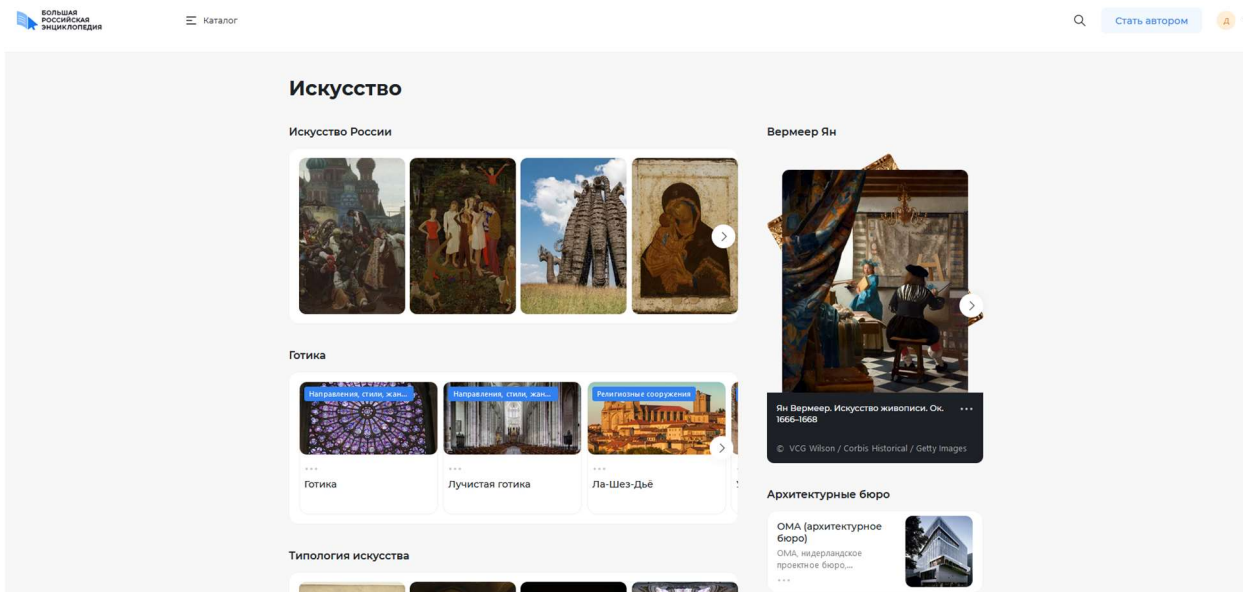 БОЛЬШАЯ
РОССИЙСКАЯ
ЭНЦИКЛОПЕДИЯ
Каталог
Стать автором
Д
Искусство
Искусство России
Готика
Направления, стили, жан...
Направления, стили, жан...
Религиозные сооружения
Готика
Лучистая готика
Ла-Шез-Дьё
Типология искусства
Вермеер Ян
Ян Вермеер. Искусство живописи. Ок.
1666–1668
© VCG Wilson / Corbis Historical / Getty Images
Архитектурные бюро
OMA (архитектурное
бюро)
OMA, нидерландское
проектное бюро,...